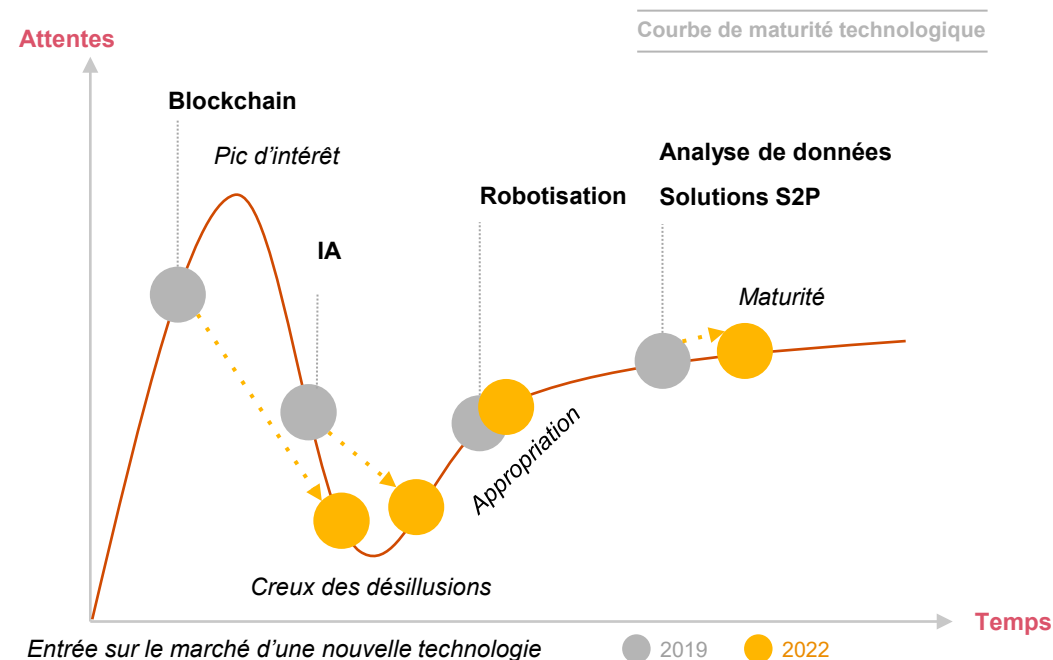 Courbe de maturité technologique
Attentes
Blockchain
Pic d’intérêt
IA
Robotisation
Analyse de données
Solutions S2P
Maturité
Appropriation
Creux des désillusions
Temps
Entrée sur le marché d’une nouvelle technologie
2019
2022